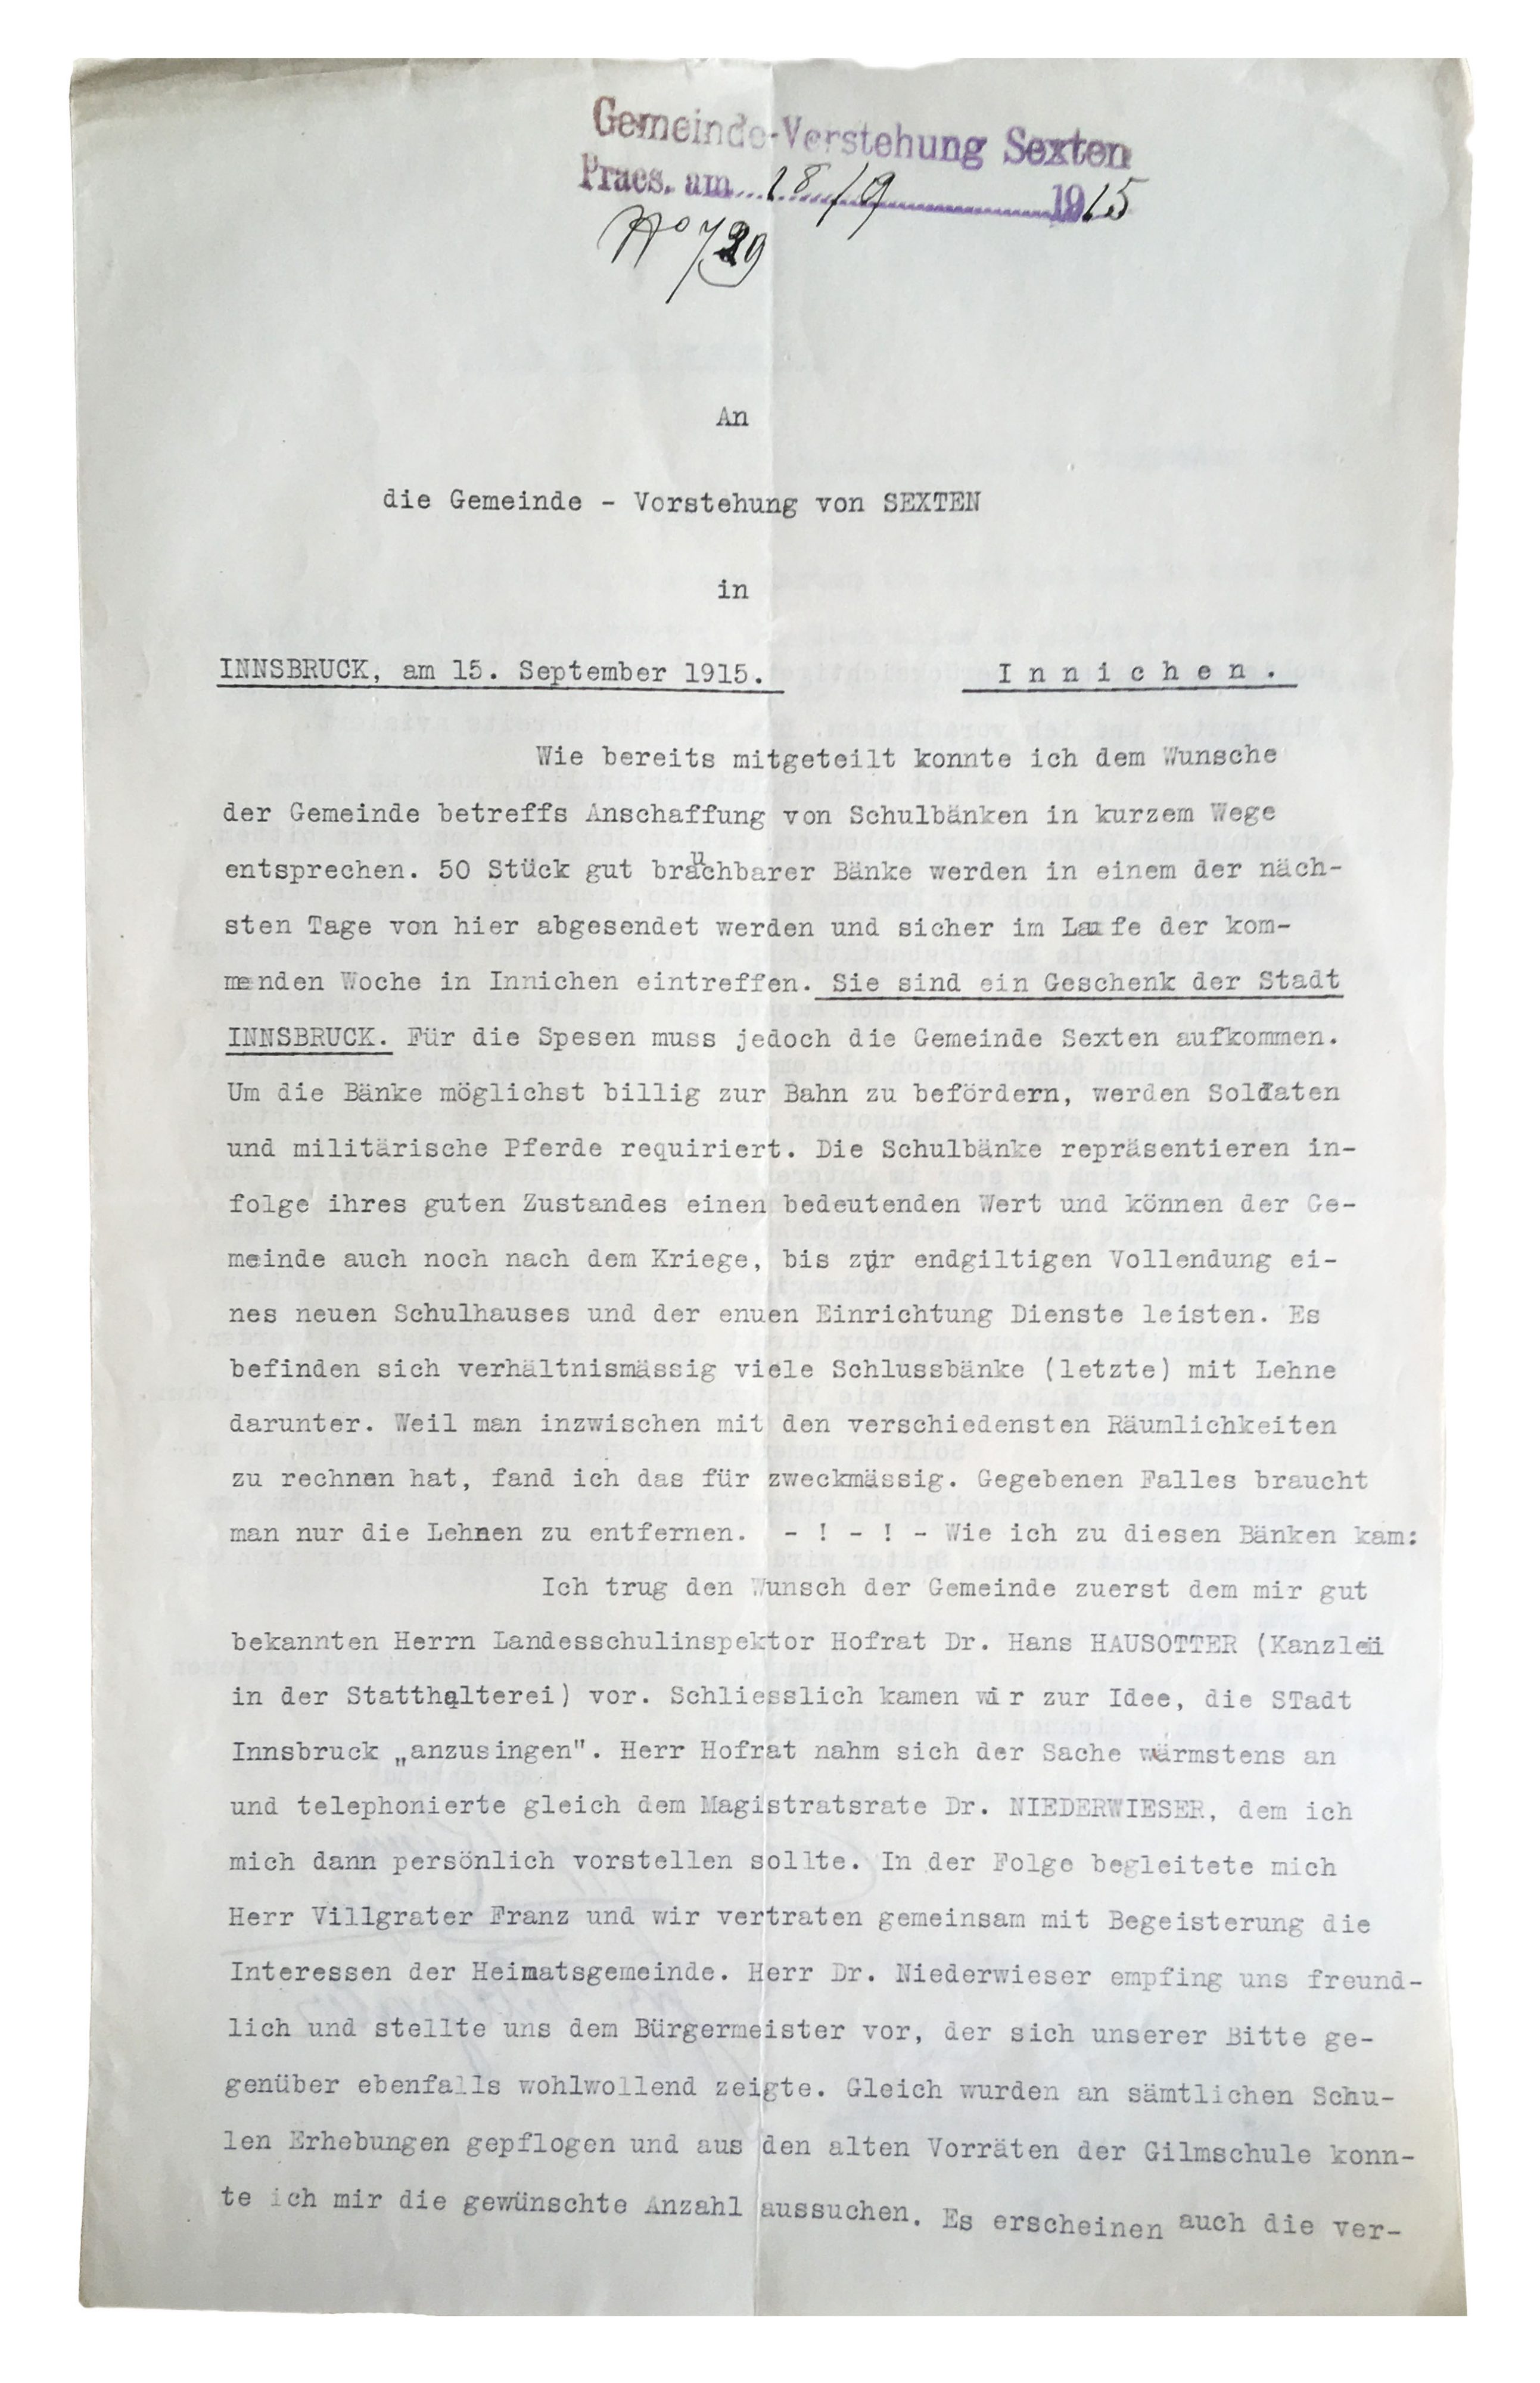 Gemeinde-Verstehung Sexten
Praes. am 18/9 1915
No 729
An
die Gemeinde - Vorstehung von SEXTEN
in
INNSBRUCK, am 15. September 1915. Innichen.
Wie bereits mitgeteilt konnte ich dem Wunsche
der Gemeinde betreffs Anschaffung von Schulbänken in kurzem Wege
entsprechen. 50 Stück gut brauchbarer Bänke werden in einem der näch-
sten Tage von hier abgesendet werden und sicher im Laufe der kom-
menden Woche in Innichen eintreffen. Sie sind ein Geschenk der Stadt
INNSBRUCK. Für die Spesen muss jedoch die Gemeinde Sexten aufkommen.
Um die Bänke möglichst billig zur Bahn zu befördern, werden Soldaten
und militärische Pferde requiriert. Die Schulbänke repräsentieren in-
folge ihres guten Zustandes einen bedeutenden Wert und können der Ge-
meinde auch noch nach dem Kriege, bis zur endgiltigen Vollendung ei-
nes neuen Schulhauses und der enuen Einrichtung Dienste leisten. Es
befinden sich verhältnismässig viele Schlussbänke (letzte) mit Lehne
darunter. Weil man inzwischen mit den verschiedensten Räumlichkeiten
zu rechnen hat, fand ich das für zweckmässig. Gegebenen Falles braucht
man nur die Lehnen zu entfernen. - ! - ! - Wie ich zu diesen Bänken kam:
Ich trug den Wunsch der Gemeinde zuerst dem mir gut
bekannten Herrn Landesschulinspektor Hofrat Dr. Hans HAUSOTTER (Kanzlei
in der Statthalterei) vor. Schliesslich kamen wir zur Idee, die STadt
Innsbruck „anzusingen". Herr Hofrat nahm sich der Sache wärmstens an
und telephonierte gleich dem Magistratsrate Dr. NIEDERWIESER, dem ich
mich dann persönlich vorstellen sollte. In der Folge begleitete mich
Herr Villgrater Franz und wir vertraten gemeinsam mit Begeisterung die
Interessen der Heimatsgemeinde. Herr Dr. Niederwieser empfing uns freund-
lich und stellte uns dem Bürgermeister vor, der sich unserer Bitte ge-
genüber ebenfalls wohlwollend zeigte. Gleich wurden an sämtlichen Schu-
len Erhebungen gepflogen und aus den alten Vorräten der Gilmschule konn-
te ich mir die gewünschte Anzahl aussuchen. Es erscheinen auch die ver-